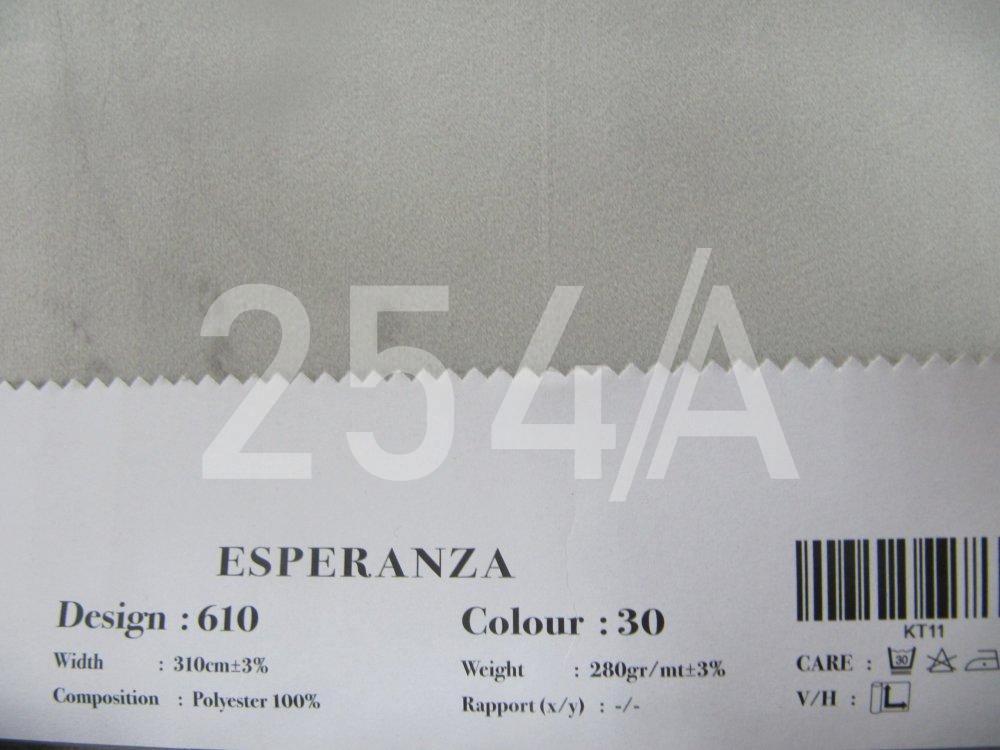 254/A
ESPERANZA
Design : 610
Colour : 30
KT11
Width : 310cm±3%
Weight : 280gr/mt±3%
CARE : 30
Composition : Polyester 100%
Rapport (x/y) : -/-
V/H :